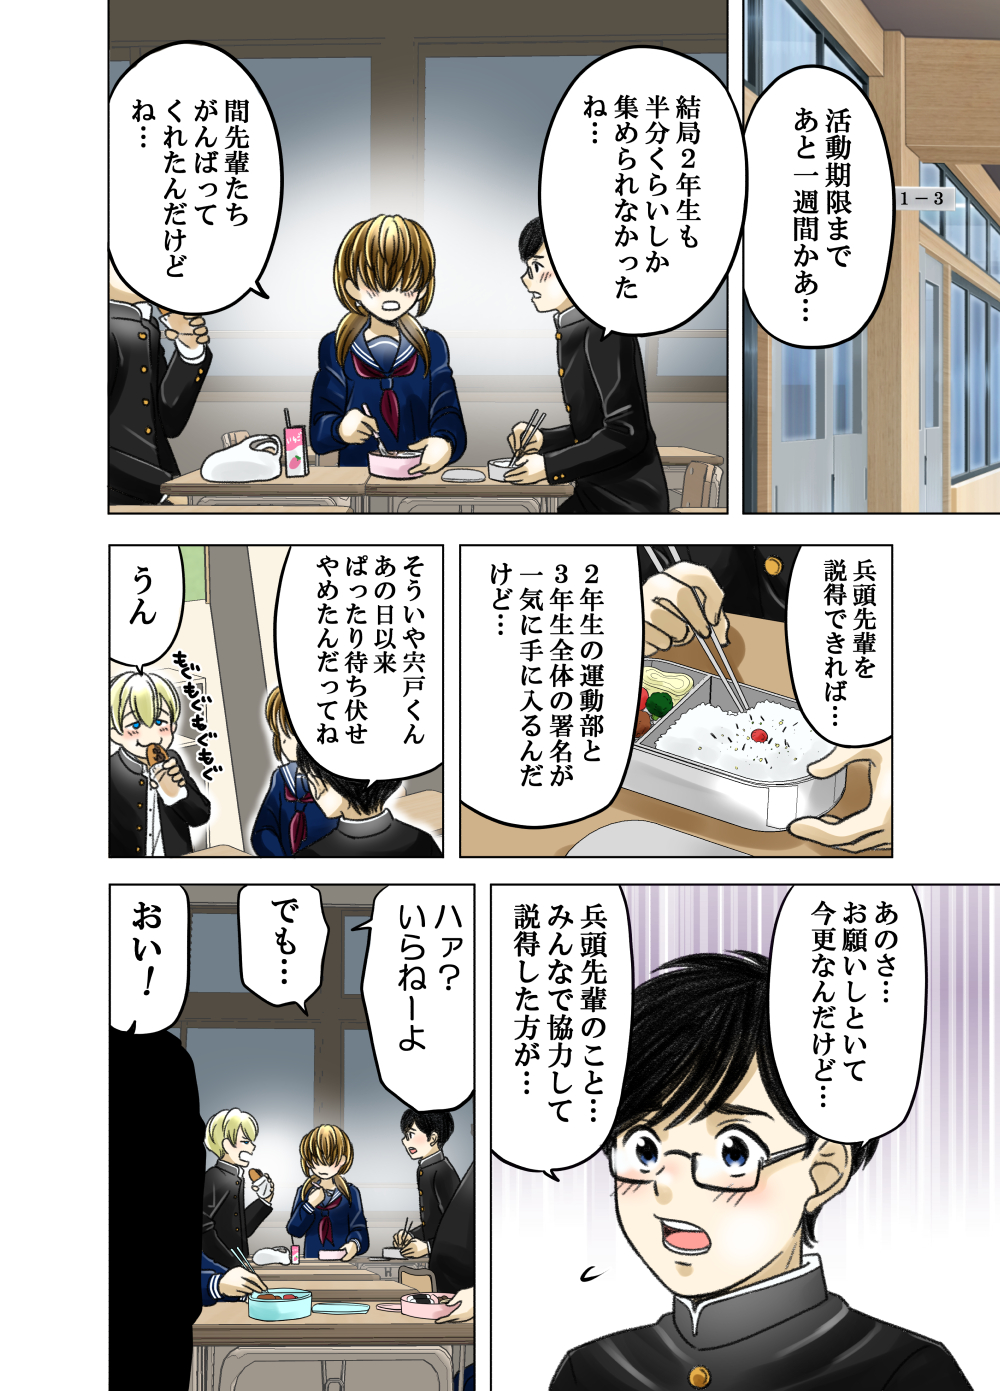 活動期限まで
あと一週間かぁ…
1－3
結局2年生も
半分くらいしか
集められなかった
ね…
間先輩たち
がんばって
くれたんだけど
ね…
いちご
兵頭先輩を
説得できれば…
2年生の運動部と
3年生全体の署名が
一気に手に入るんだ
けど…
そういや宍戸くん
あの日以来
ぱったり待ち伏せ
やめたんだってね
うん
もぐもぐもぐもぐ
あのさ…
お願いしといて
今更なんだけど…
兵頭先輩のこと…
みんなで協力して
説得した方が…
ハァ？
いらねーよ
でも…
おい！